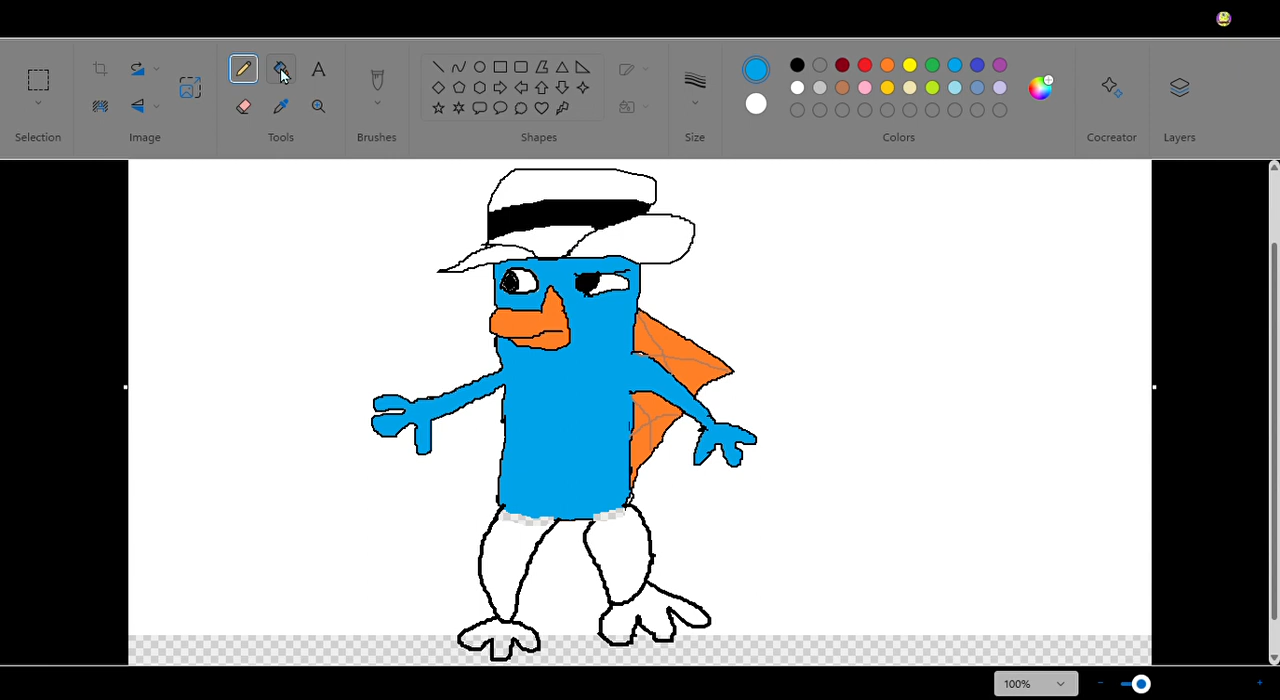 A
Selection
Image
Tools
Brushes
Shapes
Size
Colors
Cocreator
Layers
100%